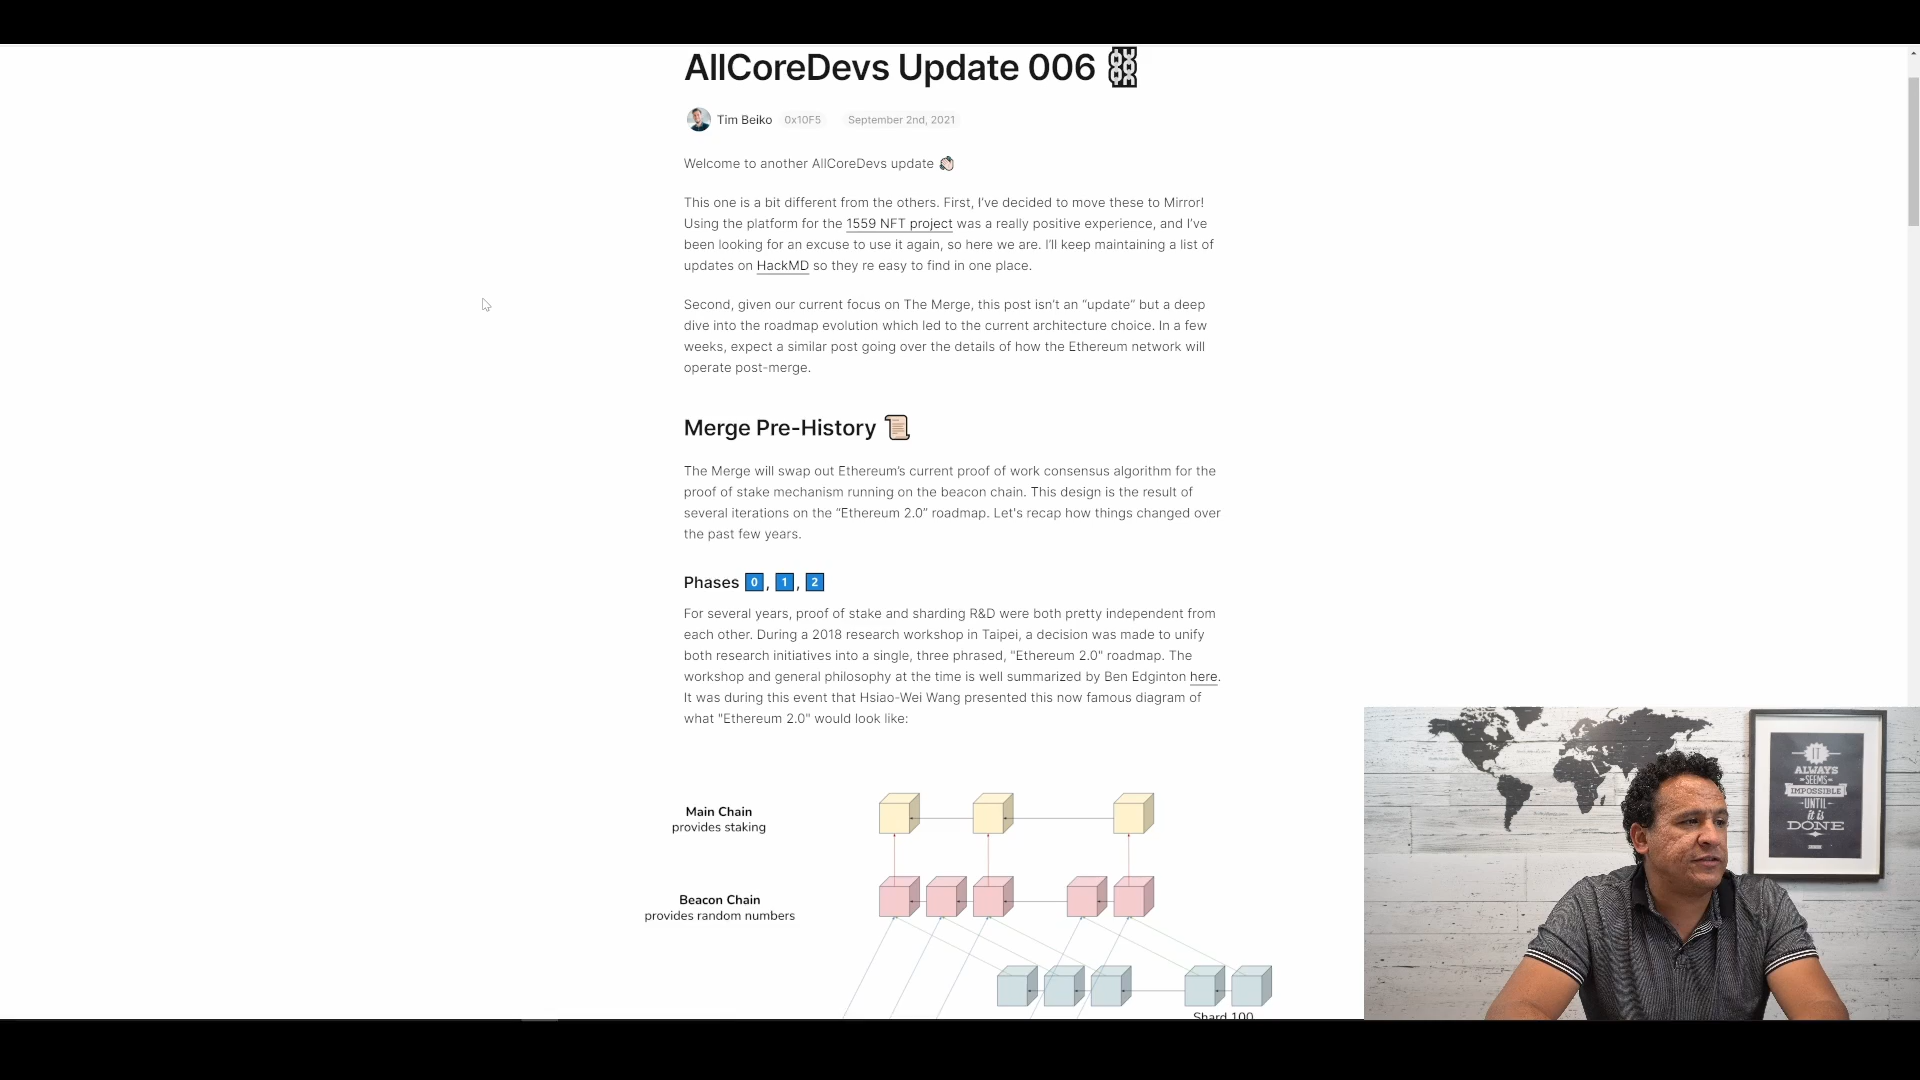 AllCoreDevs Update 006
Tim Beiko 0x10F5 September 2nd, 2021
Welcome to another AllCoreDevs update
This one is a bit different from the others. First, I've decided to move these to Mirror!
Using the platform for the 1559 NFT project was a really positive experience, and I've
been looking for an excuse to use it again, so here we are. I'll keep maintaining a list of
updates on HackMD so they re easy to find in one place.
Second, given our current focus on The Merge, this post isn't an “update” but a deep
dive into the roadmap evolution which led to the current architecture choice. In a few
weeks, expect a similar post going over the details of how the Ethereum network will
operate post-merge.
Merge Pre-History
The Merge will swap out Ethereum's current proof of work consensus algorithm for the
proof of stake mechanism running on the beacon chain. This design is the result of
several iterations on the “Ethereum 2.0” roadmap. Let's recap how things changed over
the past few years.
Phases 0, 1, 2
For several years, proof of stake and sharding R&D were both pretty independent from
each other. During a 2018 research workshop in Taipei, a decision was made to unify
both research initiatives into a single, three phrased, "Ethereum 2.0" roadmap. The
workshop and general philosophy at the time is well summarized by Ben Edginton here.
It was during this event that Hsiao-Wei Wang presented this now famous diagram of
what "Ethereum 2.0" would look like:
Main Chain
provides staking
Beacon Chain
provides random numbers
Shard 100
IT
ALWAYS
SEEMS
IMPOSSIBLE
UNTIL
it is
DONE